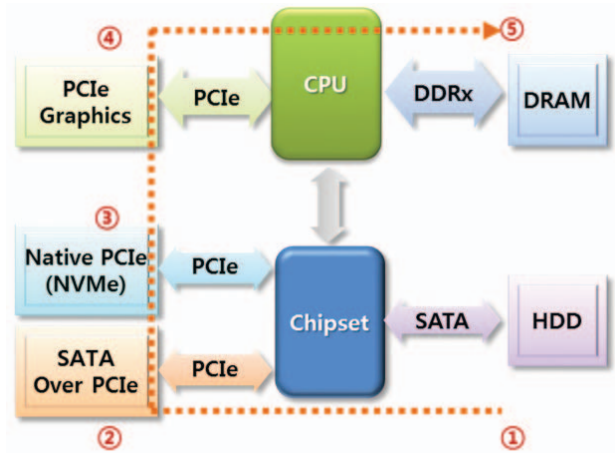 ④
⑤
PCIe
Graphics
PCIe
CPU
DDRx
DRAM
③
Native PCIe
(NVMe)
PCIe
Chipset
SATA
HDD
SATA
Over PCIe
PCIe
②
①